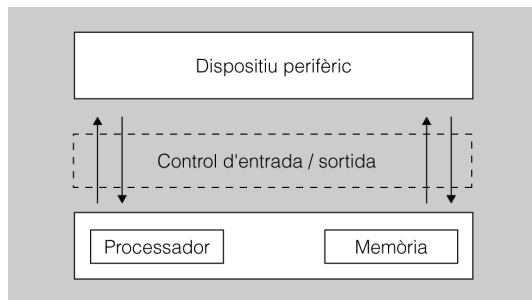 Dispositiu perifèric
Control d'entrada / sortida
Processador
Memòria